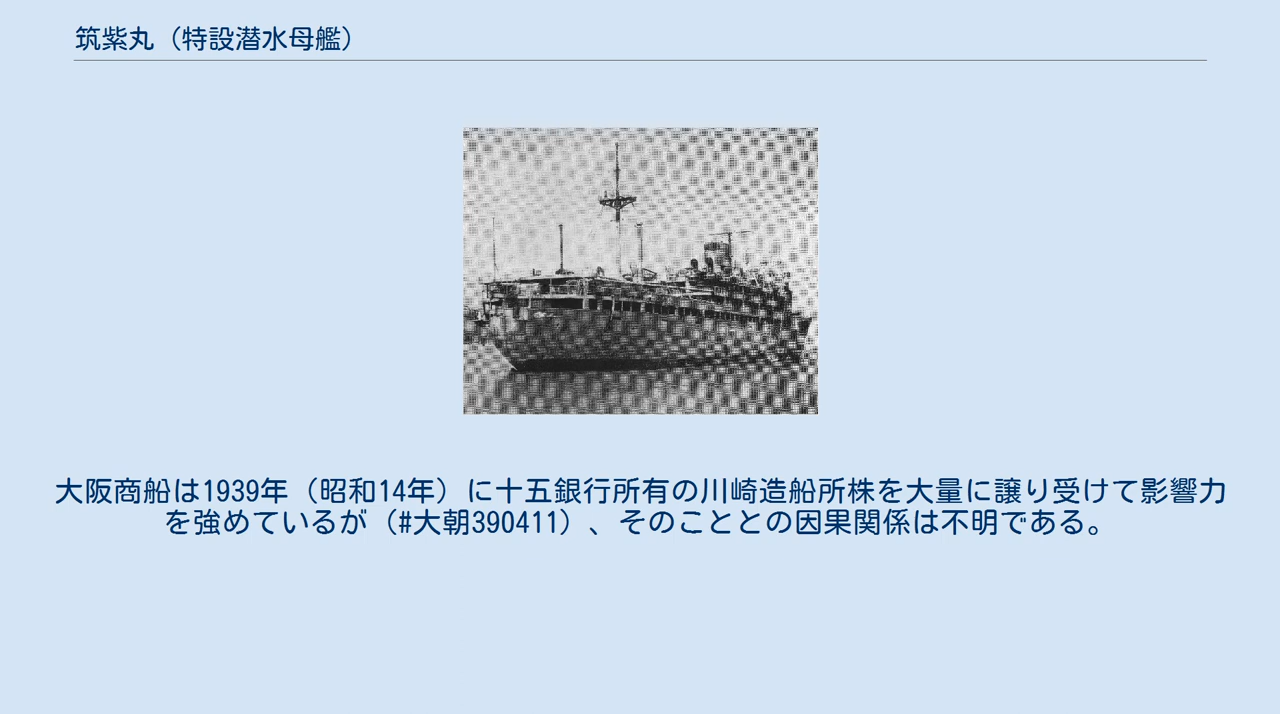 筑紫丸（特設潜水母艦）
大阪商船は1939年（昭和14年）に十五銀行所有の川崎造船所株を大量に譲り受けて影響力
を強めているが（#大朝390411）、そのこととの因果関係は不明である。